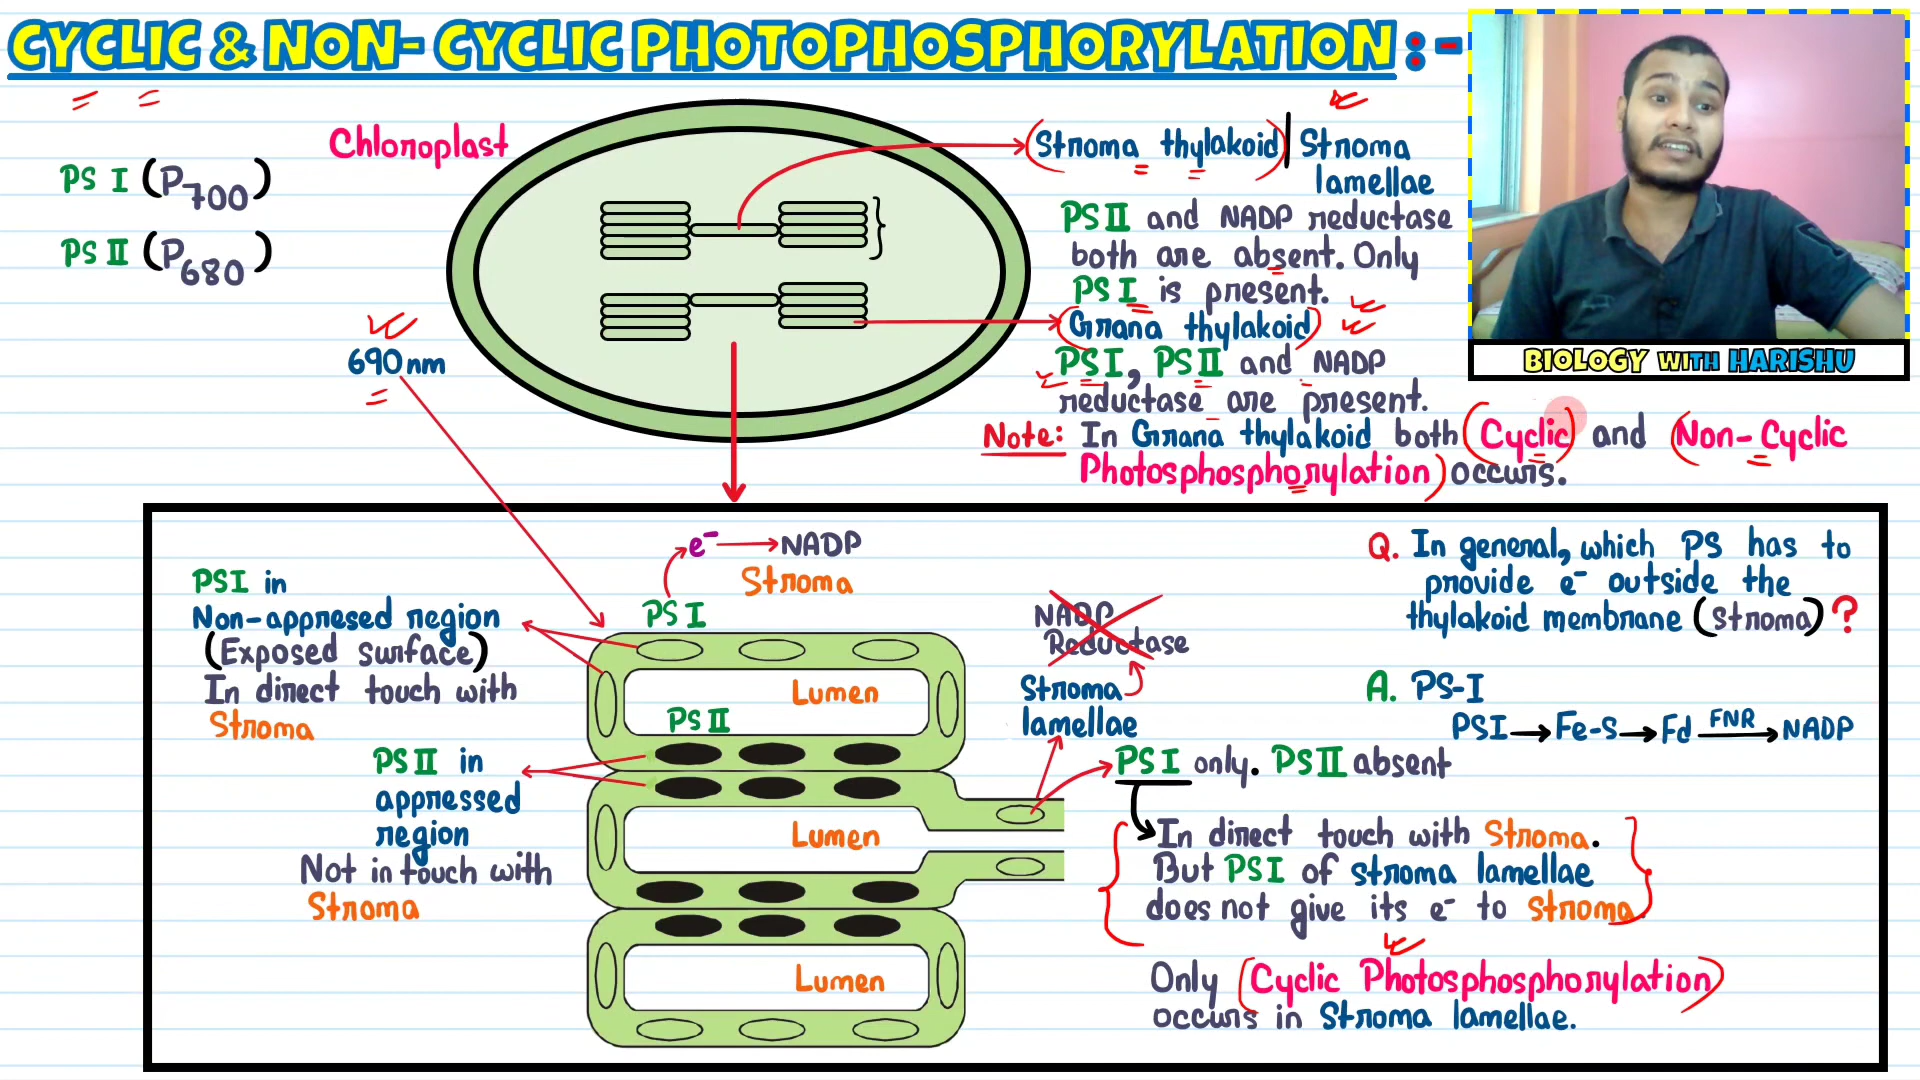 CYCLIC & NON- CYCLIC PHOTOPHOSPHORYLATION :-
Chloroplast
PS I (P700)
PS II (P680)
690nm
Stroma thylakoid | Stroma
lamellae
PS II and NADP reductase
both are absent. Only
PS I is present.
Grana thylakoid
PS I, PS II and NADP
reductase are present.
Note: In Grana thylakoid both Cyclic and Non-Cyclic
Photosphosphorylation occurs.
BIOLOGY WITH HARISHU
e- NADP
Stroma
PS I
PSI in
Non-appresed region
(Exposed surface)
In direct touch with
Stroma
PS II in
appressed
region
Not in touch with
Stroma
Lumen
PS II
Lumen
Lumen
NADP
Reductase
Stroma
lamellae
PS I only. PS II absent
In direct touch with Stroma.
But PS I of stroma lamellae
does not give its e- to stroma.
Only (Cyclic Photosphosphorylation)
occurs in Stroma lamellae.
Q. In general, which PS has to
provide e- outside the
thylakoid membrane (stroma)?
A. PS-I
PSI → Fe-S → Fd FNR → NADP